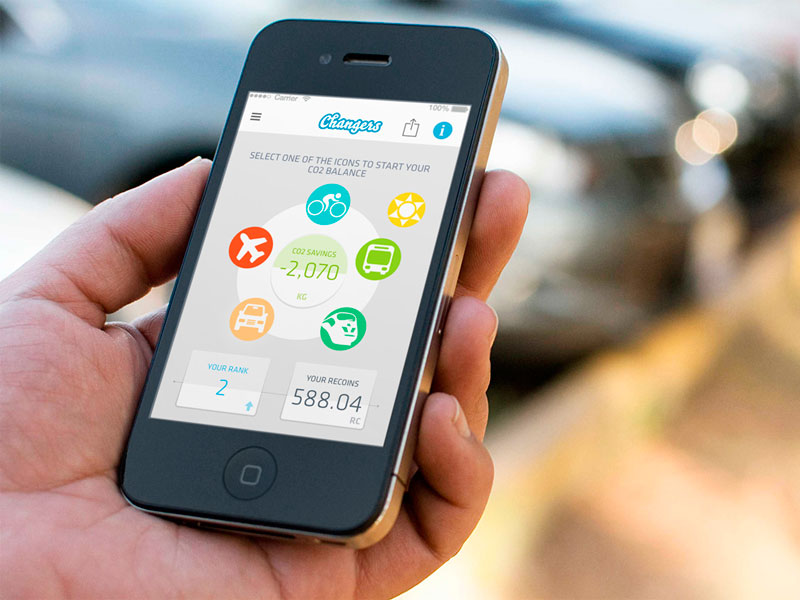 Carrier
100%
Changers
i
SELECT ONE OF THE ICONS TO START YOUR
CO2 BALANCE
CO2 SAVINGS
-2,070
KG
YOUR RANK
2
YOUR RECOINS
588.04
RC